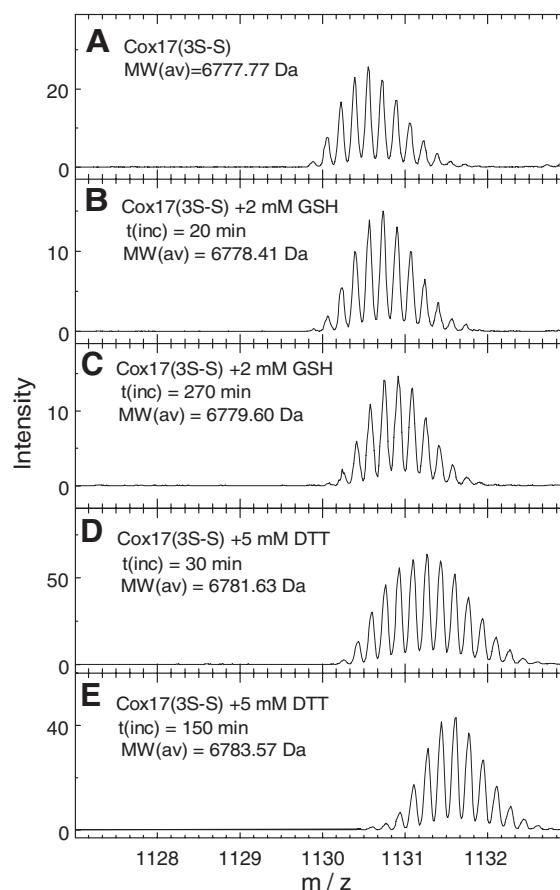 A
Cox17(3S-S)
MW(av)=6777.77 Da
20
0
B
Cox17(3S-S) +2 mM GSH
t(inc) = 20 min
MW(av) = 6778.41 Da
10
0
C
Cox17(3S-S) +2 mM GSH
t(inc) = 270 min
MW(av) = 6779.60 Da
10
0
Intensity
D
Cox17(3S-S) +5 mM DTT
t(inc) = 30 min
MW(av) = 6781.63 Da
50
0
E
Cox17(3S-S) +5 mM DTT
t(inc) = 150 min
MW(av) = 6783.57 Da
40
0
1128 1129 1130 1131 1132
m / z